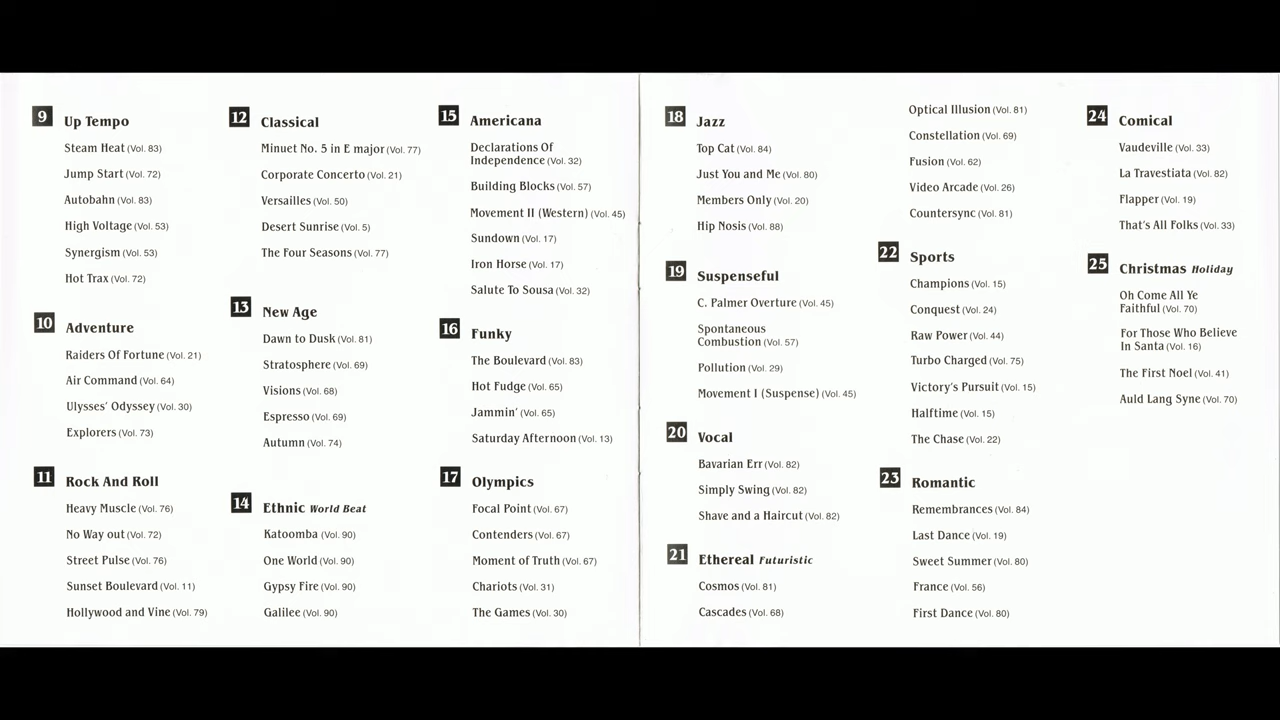 9 Up Tempo
Steam Heat (Vol. 83)
Jump Start (Vol. 72)
Autobahn (Vol. 83)
High Voltage (Vol. 53)
Synergism (Vol. 53)
Hot Trax (Vol. 72)
10 Adventure
Raiders Of Fortune (Vol. 21)
Air Command (Vol. 64)
Ulysses' Odyssey (Vol. 30)
Explorers (Vol. 73)
11 Rock And Roll
Heavy Muscle (Vol. 76)
No Way out (Vol. 72)
Street Pulse (Vol. 76)
Sunset Boulevard (Vol. 11)
Hollywood and Vine (Vol. 79)
12 Classical
Minuet No. 5 in E major (Vol. 77)
Corporate Concerto (Vol. 21)
Versailles (Vol. 50)
Desert Sunrise (Vol. 5)
The Four Seasons (Vol. 77)
13 New Age
Dawn to Dusk (Vol. 81)
Stratosphere (Vol. 69)
Visions (Vol. 68)
Espresso (Vol. 69)
Autumn (Vol. 74)
14 Ethnic World Beat
Katoomba (Vol. 90)
One World (Vol. 90)
Gypsy Fire (Vol. 90)
Galilee (Vol. 90)
15 Americana
Declarations Of
Independence (Vol. 32)
Building Blocks (Vol. 57)
Movement II (Western) (Vol. 45)
Sundown (Vol. 17)
Iron Horse (Vol. 17)
Salute To Sousa (Vol. 32)
16 Funky
The Boulevard (Vol. 83)
Hot Fudge (Vol. 65)
Jammin' (Vol. 65)
Saturday Afternoon (Vol. 13)
17 Olympics
Focal Point (Vol. 67)
Contenders (Vol. 67)
Moment of Truth (Vol. 67)
Chariots (Vol. 31)
The Games (Vol. 30)
18 Jazz
Top Cat (Vol. 84)
Just You and Me (Vol. 80)
Members Only (Vol. 20)
Hip Nosis (Vol. 88)
19 Suspenseful
C. Palmer Overture (Vol. 45)
Spontaneous
Combustion (Vol. 57)
Pollution (Vol. 29)
Movement I (Suspense) (Vol. 45)
20 Vocal
Bavarian Err (Vol. 82)
Simply Swing (Vol. 82)
Shave and a Haircut (Vol. 82)
21 Ethereal Futuristic
Cosmos (Vol. 81)
Cascades (Vol. 68)
Optical Illusion (Vol. 81)
Constellation (Vol. 69)
Fusion (Vol. 62)
Video Arcade (Vol. 26)
Countersync (Vol. 81)
22 Sports
Champions (Vol. 15)
Conquest (Vol. 24)
Raw Power (Vol. 44)
Turbo Charged (Vol. 75)
Victory's Pursuit (Vol. 15)
Halftime (Vol. 15)
The Chase (Vol. 22)
23 Romantic
Remembrances (Vol. 84)
Last Dance (Vol. 19)
Sweet Summer (Vol. 80)
France (Vol. 56)
First Dance (Vol. 80)
24 Comical
Vaudeville (Vol. 33)
La Travestiata (Vol. 82)
Flapper (Vol. 19)
That's All Folks (Vol. 33)
25 Christmas Holiday
Oh Come All Ye
Faithful (Vol. 70)
For Those Who Believe
In Santa (Vol. 16)
The First Noel (Vol. 41)
Auld Lang Syne (Vol. 70)